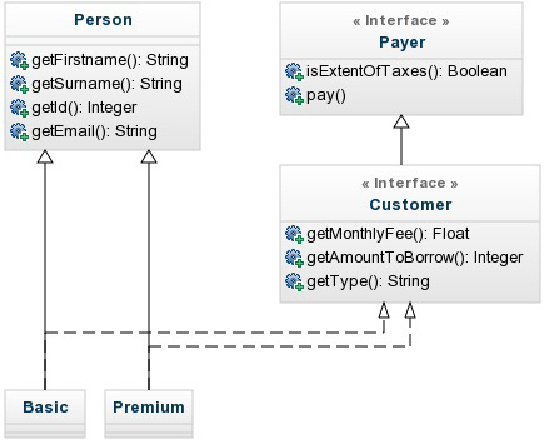 Person
getFirstname(): String
getSurname(): String
getId(): Integer
getEmail(): String
« Interface »
Payer
isExtentOfTaxes(): Boolean
pay()
« Interface »
Customer
getMonthlyFee(): Float
getAmountToBorrow(): Integer
getType(): String
Basic
Premium